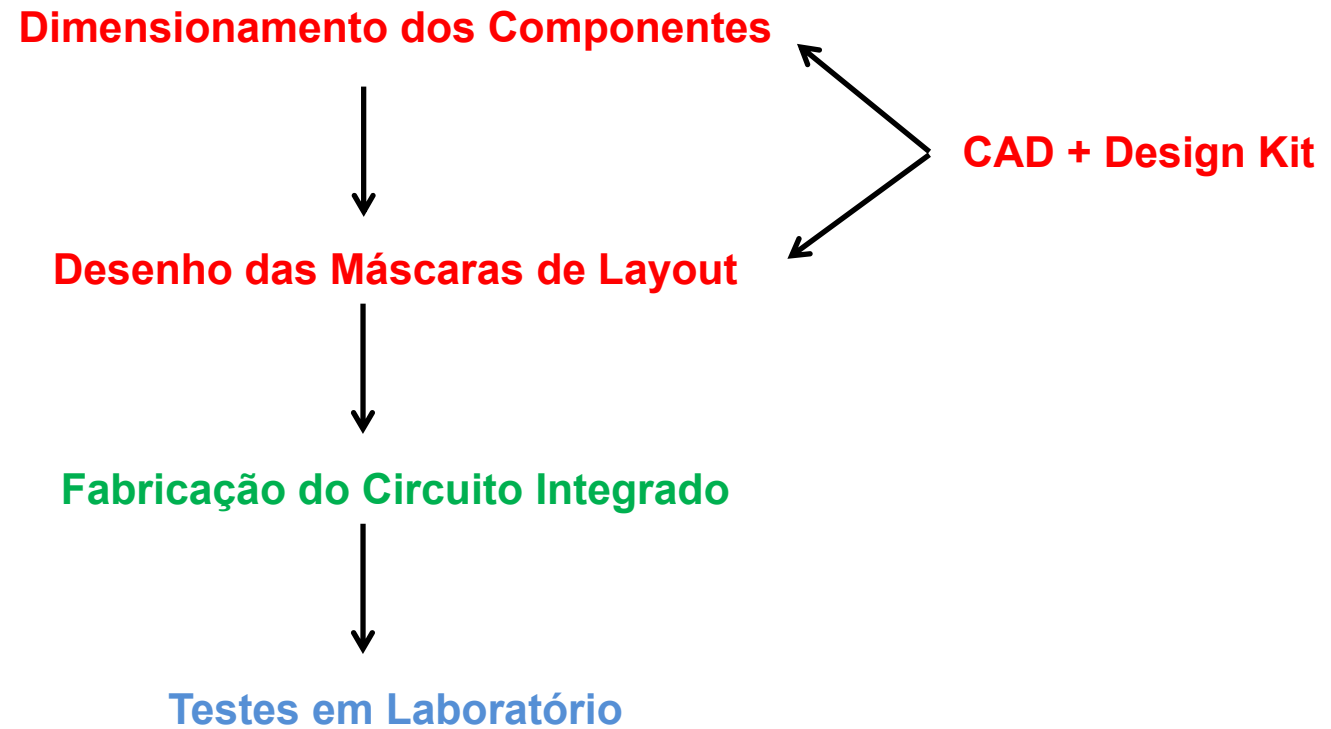 Dimensionamento dos Componentes
CAD + Design Kit
Desenho das Máscaras de Layout
Fabricação do Circuito Integrado
Testes em Laboratório